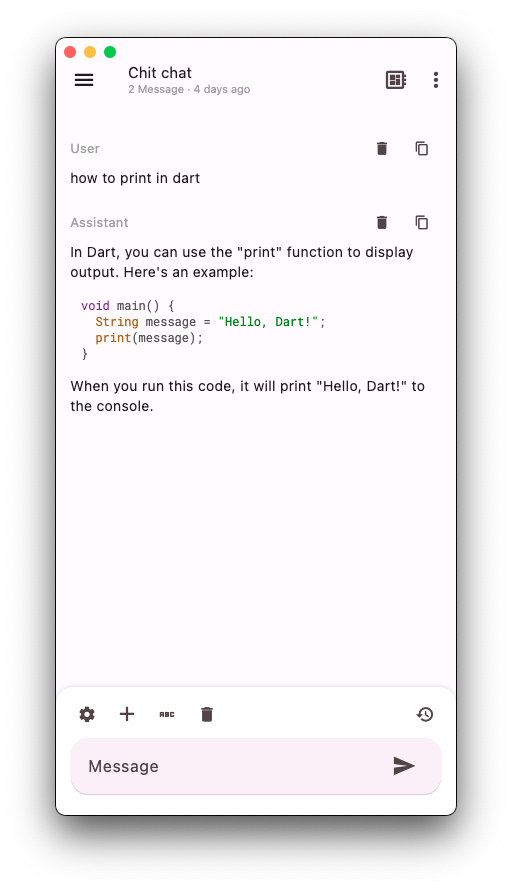 Chit chat
2 Message · 4 days ago
User
how to print in dart
Assistant
In Dart, you can use the "print" function to display
output. Here's an example:
void main() {
  String message = "Hello, Dart!";
  print(message);
}
When you run this code, it will print "Hello, Dart!" to
the console.
ABC
Message